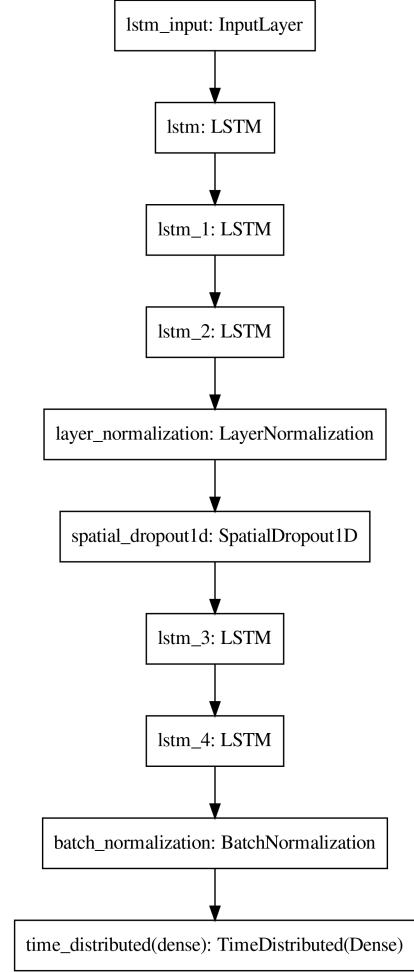 lstm_input: InputLayer
lstm: LSTM
lstm_1: LSTM
lstm_2: LSTM
layer_normalization: LayerNormalization
spatial_dropout1d: SpatialDropout1D
lstm_3: LSTM
lstm_4: LSTM
batch_normalization: BatchNormalization
time_distributed(dense): TimeDistributed(Dense)